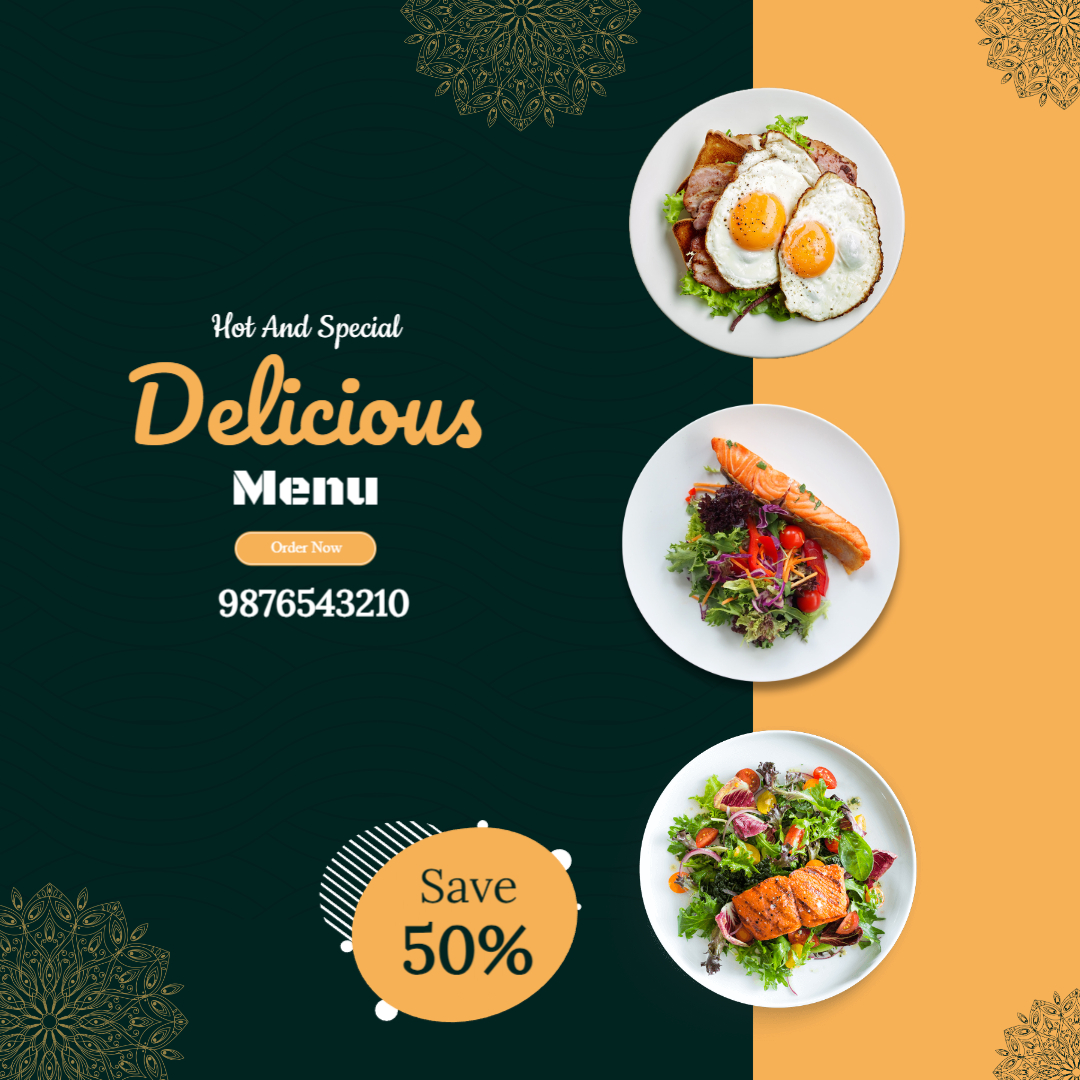 Hot And Special
Delicious
Menu
Order Now
9876543210
Save
50%